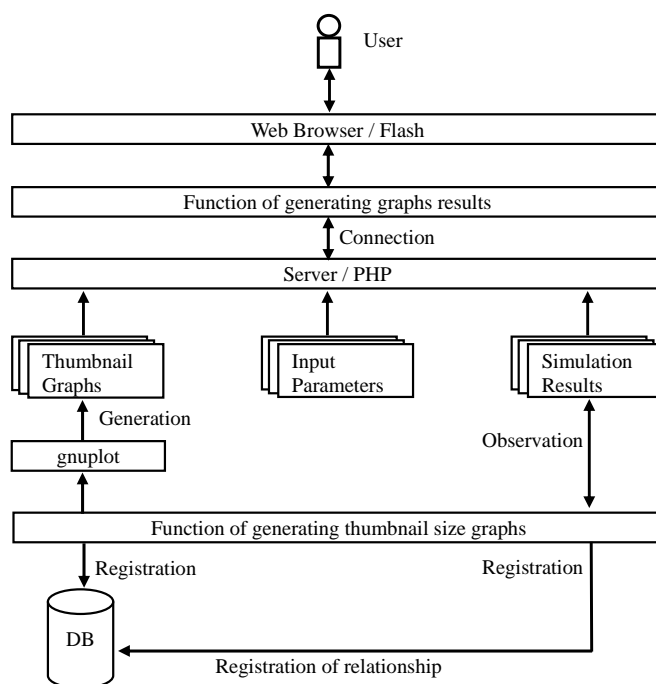 User
Web Browser / Flash
Function of generating graphs results
Connection
Server / PHP
Thumbnail
Graphs
Input
Parameters
Simulation
Results
Generation
gnuplot
Observation
Function of generating thumbnail size graphs
Registration
Registration
DB
Registration of relationship